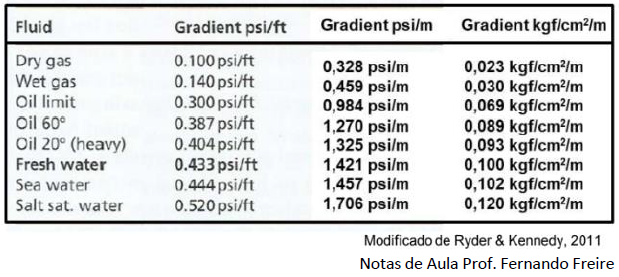 Fluid Gradient psi/ft Gradient psi/m Gradient kgf/cm²/m
Dry gas 0.100 psi/ft 0,328 psi/m 0,023 kgf/cm²/m
Wet gas 0.140 psi/ft 0,459 psi/m 0,030 kgf/cm²/m
Oil limit 0.300 psi/ft 0,984 psi/m 0,069 kgf/cm²/m
Oil 60° 0.387 psi/ft 1,270 psi/m 0,089 kgf/cm²/m
Oil 20° (heavy) 0.404 psi/ft 1,325 psi/m 0,093 kgf/cm²/m
Fresh water 0.433 psi/ft 1,421 psi/m 0,100 kgf/cm²/m
Sea water 0.444 psi/ft 1,457 psi/m 0,102 kgf/cm²/m
Salt sat. water 0.520 psi/ft 1,706 psi/m 0,120 kgf/cm²/m
Modificado de Ryder & Kennedy, 2011
Notas de Aula Prof. Fernando Freire